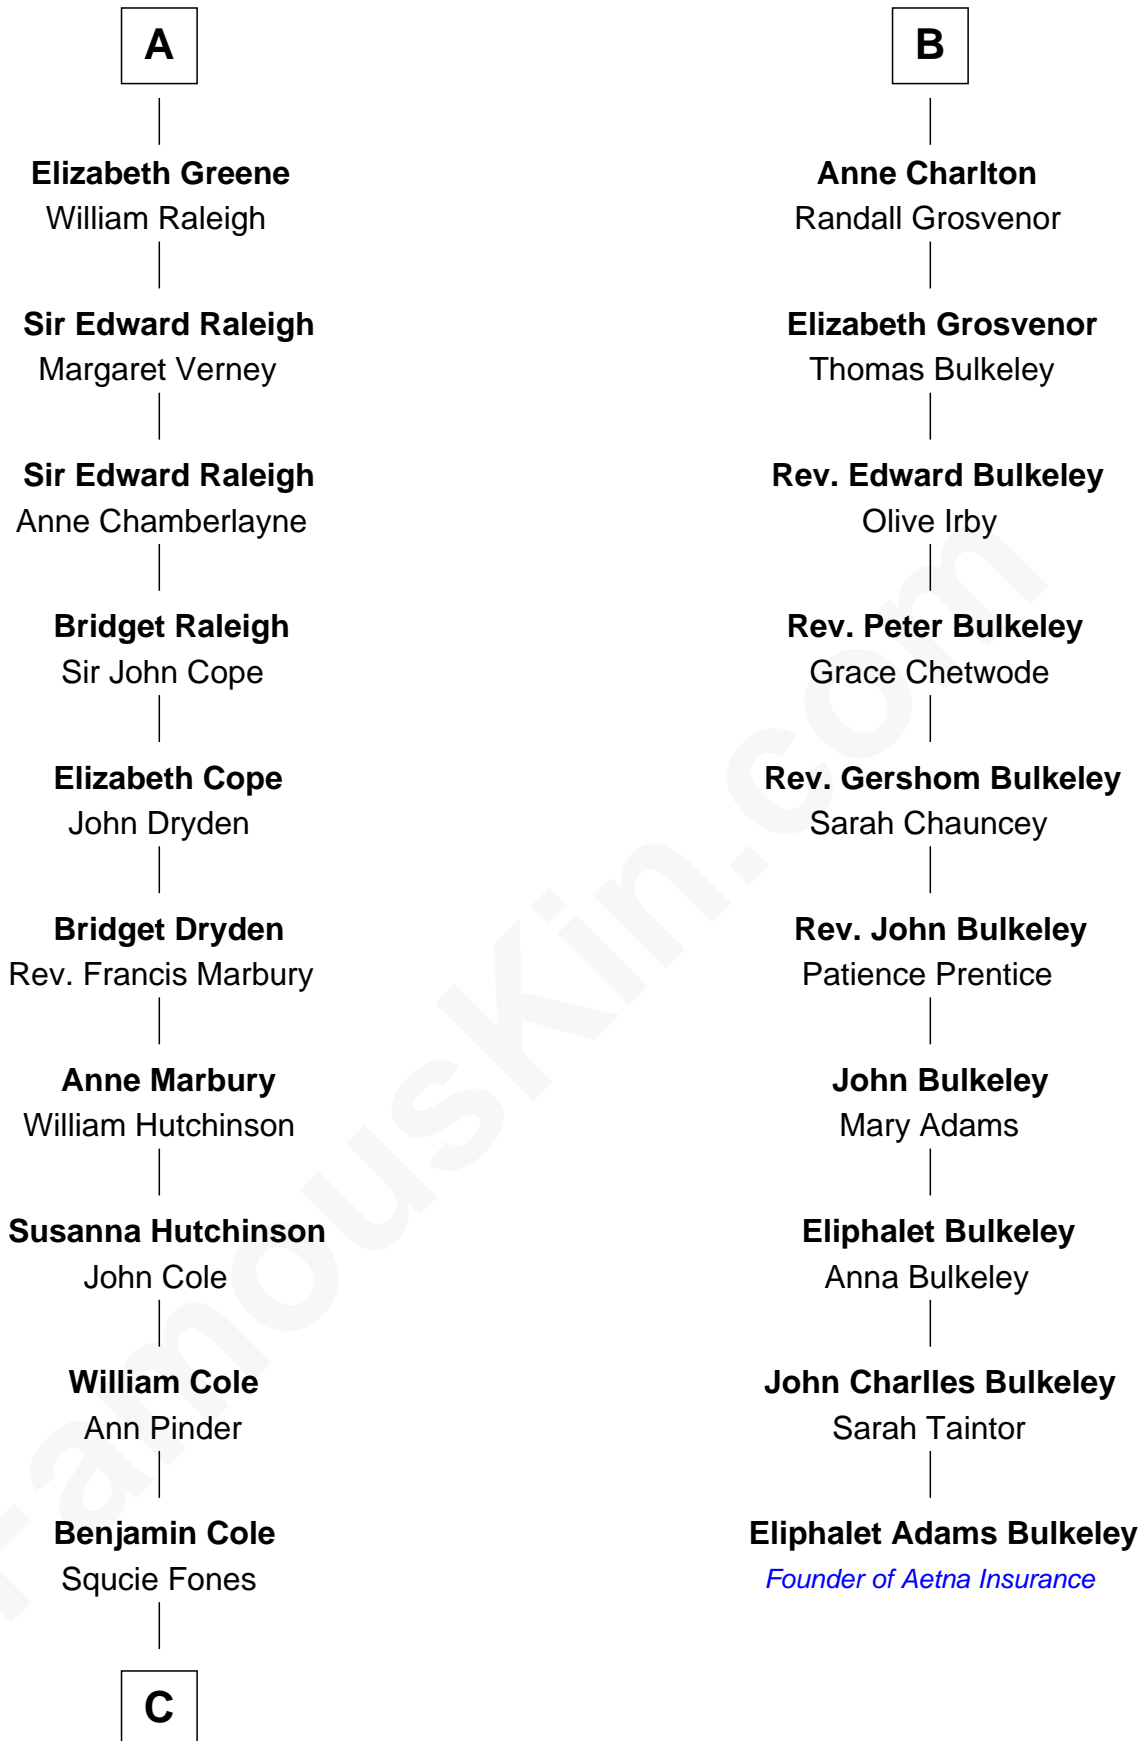 A
Elizabeth Greene
William Raleigh
Sir Edward Raleigh
Margaret Verney
Sir Edward Raleigh
Anne Chamberlayne
Bridget Raleigh
Sir John Cope
Elizabeth Cope
John Dryden
Bridget Dryden
Rev. Francis Marbury
Anne Marbury
William Hutchinson
Susanna Hutchinson
John Cole
William Cole
Ann Pinder
Benjamin Cole
Squcie Fones
C
B
Anne Charlton
Randall Grosvenor
Elizabeth Grosvenor
Thomas Bulkeley
Rev. Edward Bulkeley
Olive Irby
Rev. Peter Bulkeley
Grace Chetwode
Rev. Gershom Bulkeley
Sarah Chauncey
Rev. John Bulkeley
Patience Prentice
John Bulkeley
Mary Adams
Eliphalet Bulkeley
Anna Bulkeley
John Charlles Bulkeley
Sarah Taintor
Eliphalet Adams Bulkeley
Founder of Aetna Insurance
FamousKin.com